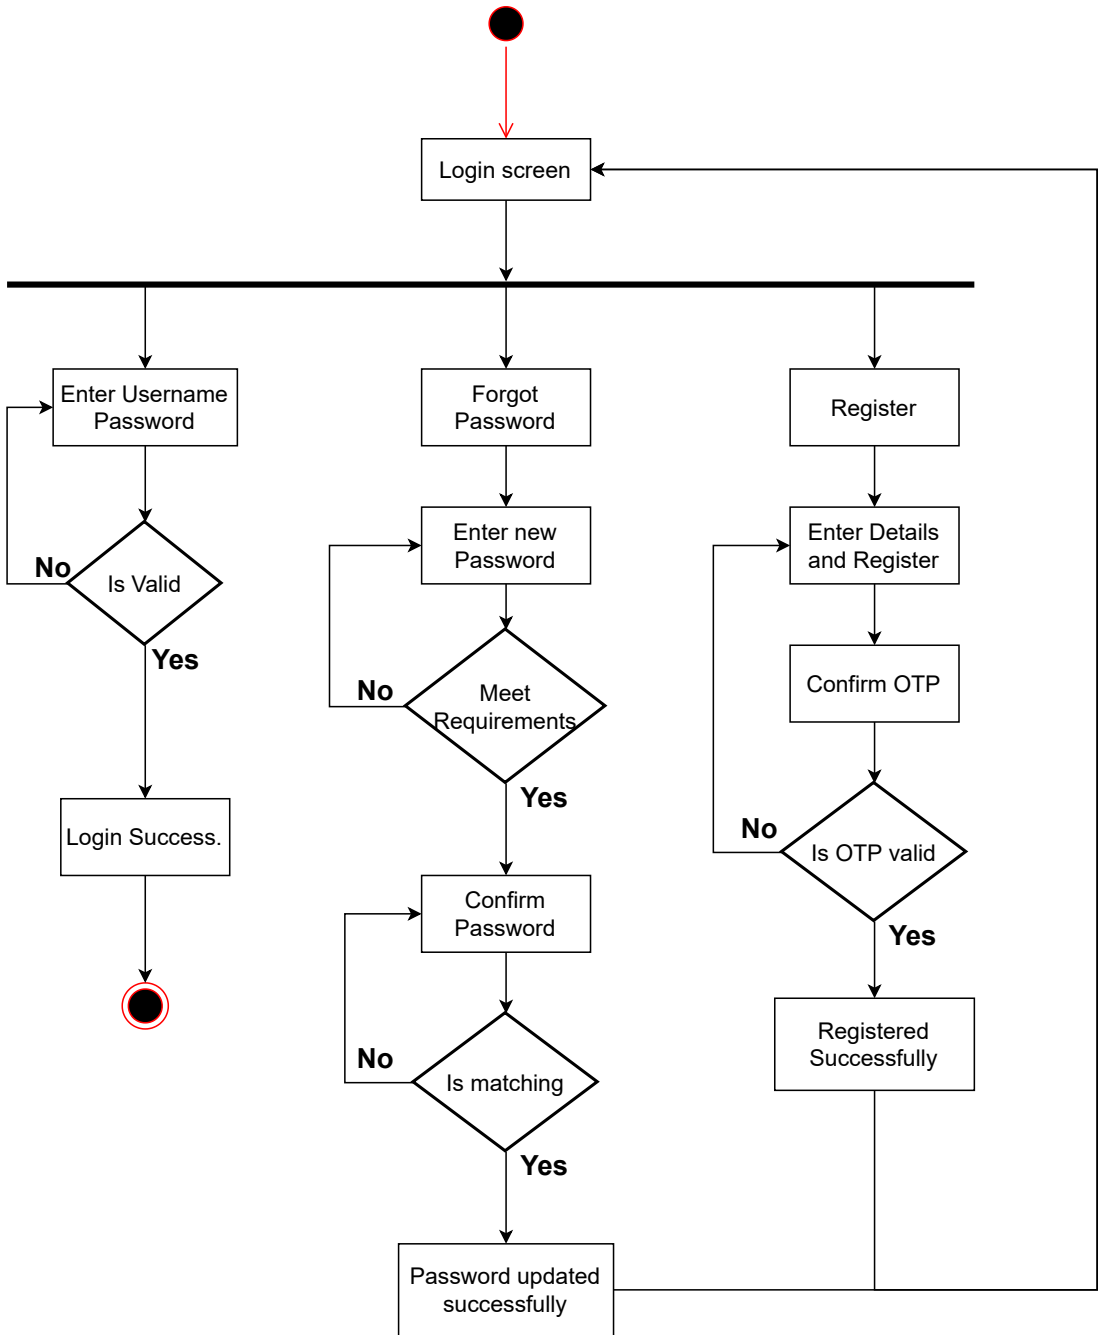 Login screen
Enter Username
Password
Forgot
Password
Register
Enter new
Password
Enter Details
and Register
No
Is Valid
Yes
No
Meet
Requirements
Confirm OTP
Yes
Login Success.
No
Is OTP valid
Confirm
Password
Yes
No
Is matching
Registered
Successfully
Yes
Password updated
successfully